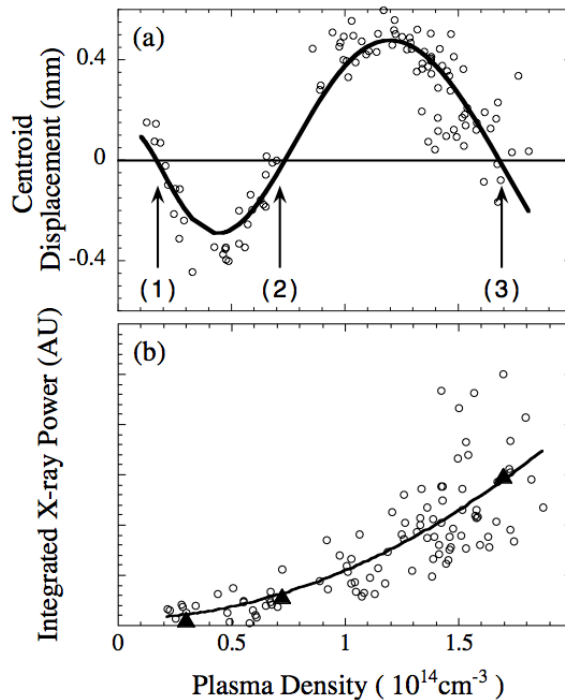 (a)
Centroid
Displacement (mm)
0.4
0
-0.4
(1)
(2)
(3)
(b)
Integrated X-ray Power (AU)
0
0.5
1
1.5
Plasma Density ( 10¹⁴cm⁻³ )